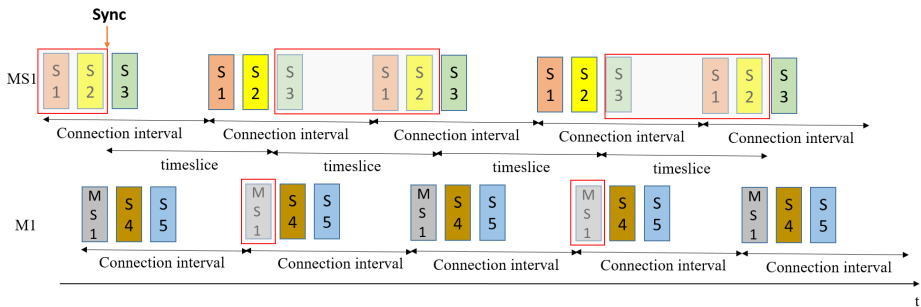 Sync
MS1
S 1
S 2
S 3
S 1
S 2
S 3
S 1
S 2
S 3
S 1
S 2
S 3
S 1
S 2
S 3
Connection interval
Connection interval
Connection interval
Connection interval
Connection interval
timeslice
timeslice
timeslice
timeslice
M1
M S 1
S 4
S 5
M S 1
S 4
S 5
M S 1
S 4
S 5
M S 1
S 4
S 5
M S 1
S 4
S 5
Connection interval
Connection interval
Connection interval
Connection interval
Connection interval
t